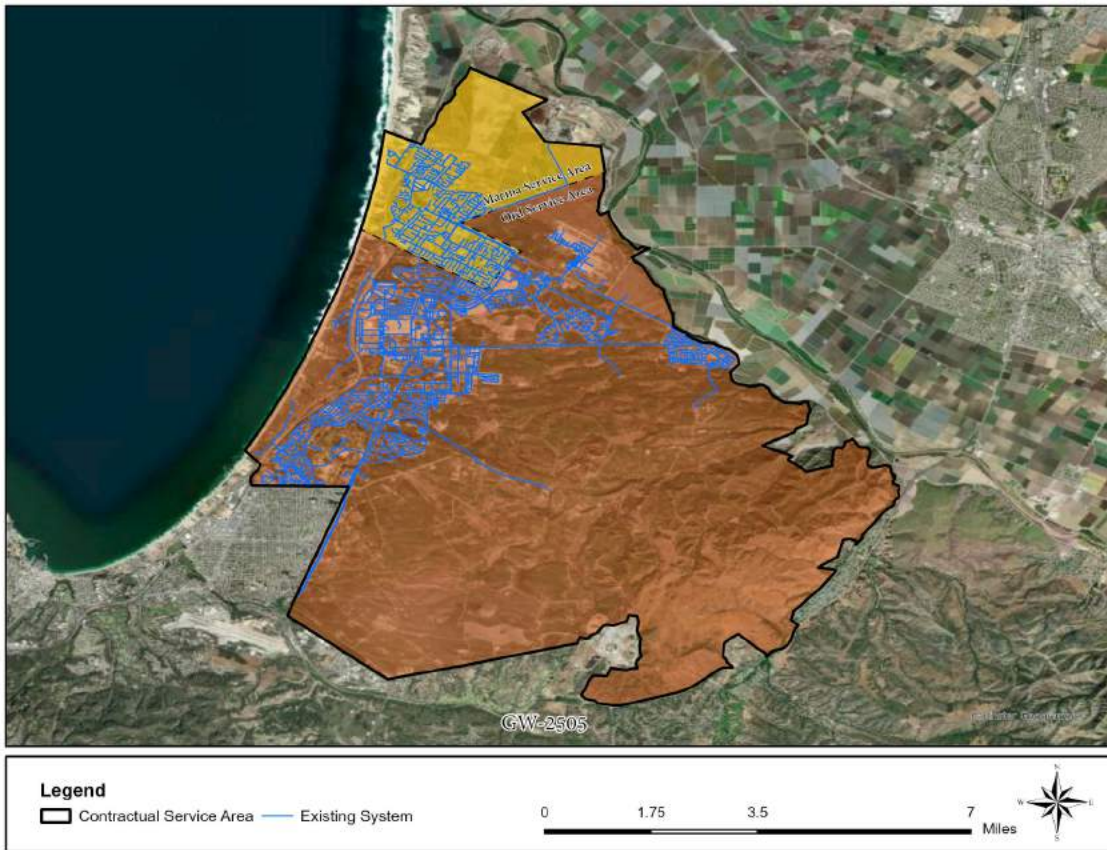 Marina Service Area
Ord Service Area
GW-2505
Legend
Contractual Service Area
Existing System
0 1.75 3.5 7
Miles
N
W E
S